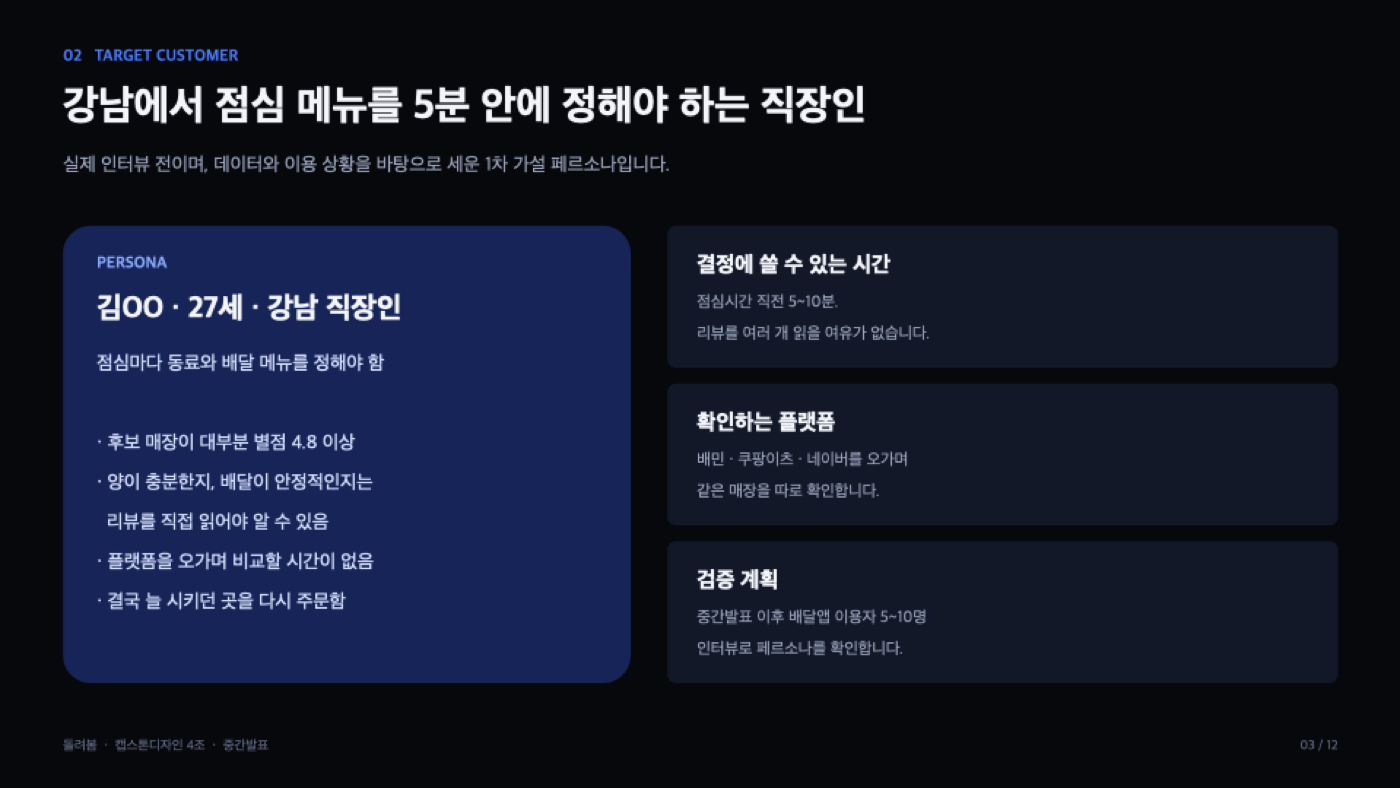 02 TARGET CUSTOMER
강남에서 점심 메뉴를 5분 안에 정해야 하는 직장인
실제 인터뷰 전이며, 데이터와 이용 상황을 바탕으로 세운 1차 가설 페르소나입니다.
PERSONA
김OO · 27세 · 강남 직장인
점심마다 동료와 배달 메뉴를 정해야 함
· 후보 매장이 대부분 별점 4.8 이상
· 양이 충분한지, 배달이 안정적인지는
리뷰를 직접 읽어야 알 수 있음
· 플랫폼을 오가며 비교할 시간이 없음
· 결국 늘 시키던 곳을 다시 주문함
결정에 쓸 수 있는 시간
점심시간 직전 5~10분.
리뷰를 여러 개 읽을 여유가 없습니다.
확인하는 플랫폼
배민 · 쿠팡이츠 · 네이버를 오가며
같은 매장을 따로 확인합니다.
검증 계획
중간발표 이후 배달앱 이용자 5~10명
인터뷰로 페르소나를 확인합니다.
돌려봄 · 캡스톤디자인 4조 · 중간발표
03 / 12